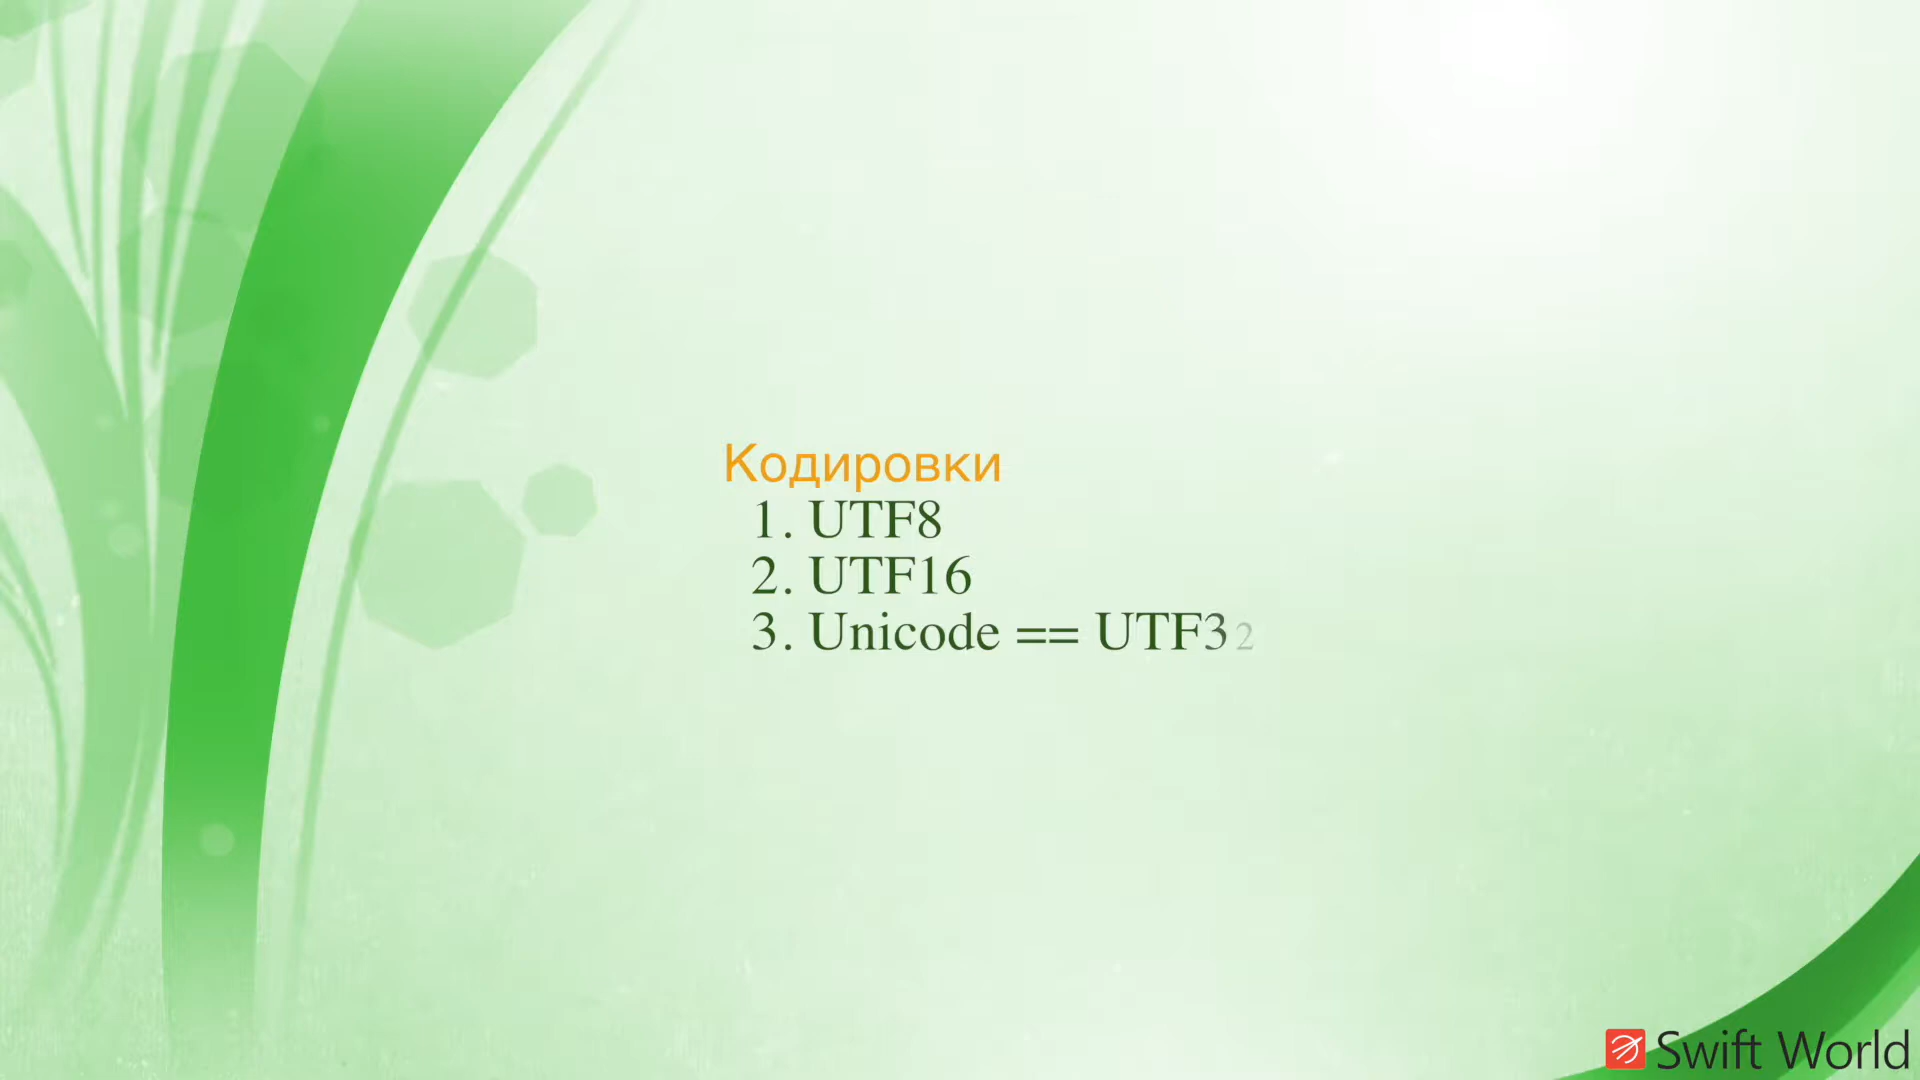 Кодировки
1. UTF8
2. UTF16
3. Unicode == UTF32
Swift World